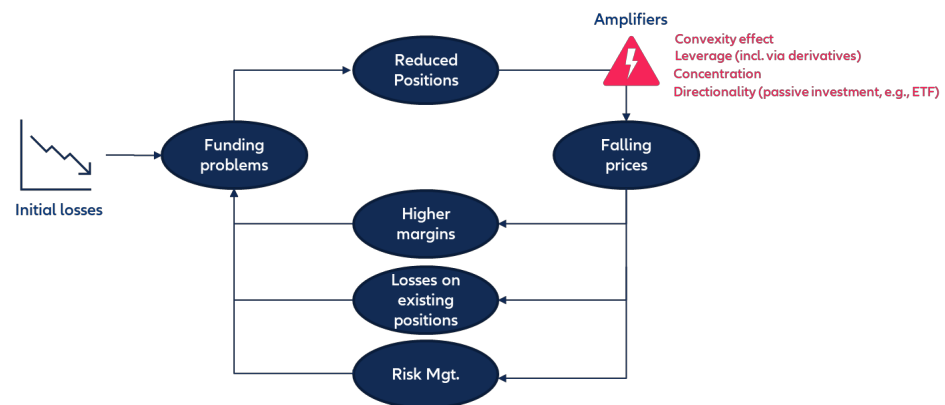 Amplifiers
Convexity effect
Leverage (incl. via derivatives)
Concentration
Directionality (passive investment, e.g., ETF)
Reduced
Positions
Funding
problems
Falling
prices
Initial losses
Higher
margins
Losses on
existing
positions
Risk Mgt.